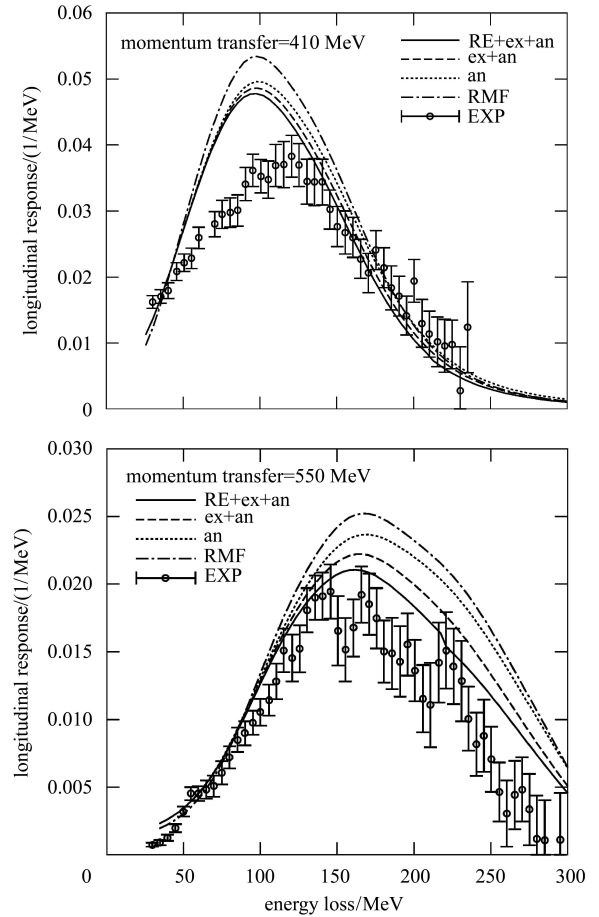 0.06
momentum transfer=410 MeV
RE+ex+an
ex+an
an
RMF
EXP
0.05
0.04
0.03
0.02
0.01
0
longitudinal response/(1/MeV)
0.030
momentum transfer=550 MeV
RE+ex+an
ex+an
an
RMF
EXP
0.025
0.020
0.015
0.010
0.005
longitudinal response/(1/MeV)
0 50 100 150 200 250 300
energy loss/MeV